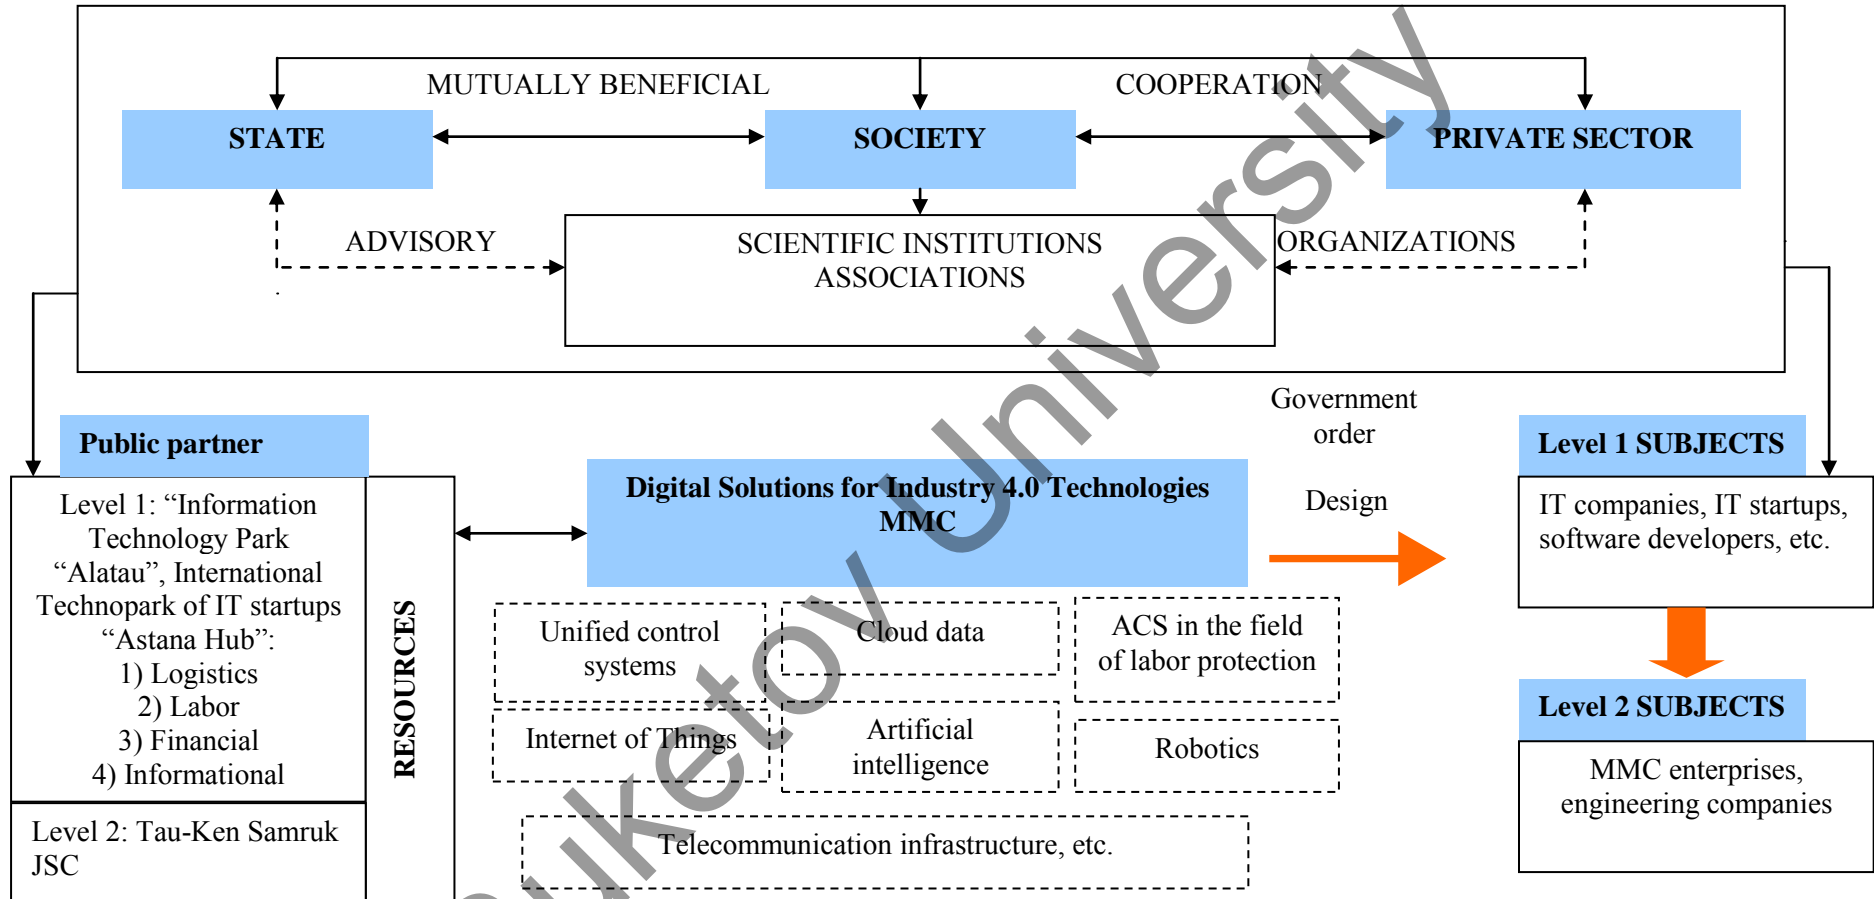 MUTUALLY BENEFICIAL
COOPERATION
STATE
SOCIETY
PRIVATE SECTOR
ADVISORY
SCIENTIFIC INSTITUTIONS
ASSOCIATIONS
ORGANIZATIONS
Public partner
Level 1: “Information
Technology Park
“Alatau”, International
Technopark of IT startups
“Astana Hub”:
1) Logistics
2) Labor
3) Financial
4) Informational
Level 2: Tau-Ken Samruk
JSC
RESOURCES
Digital Solutions for Industry 4.0 Technologies
MMC
Unified control
systems
Cloud data
ACS in the field
of labor protection
Internet of Things
Artificial
intelligence
Robotics
Telecommunication infrastructure, etc.
Government
order
Design
Level 1 SUBJECTS
IT companies, IT startups,
software developers, etc.
Level 2 SUBJECTS
MMC enterprises,
engineering companies
uketov University